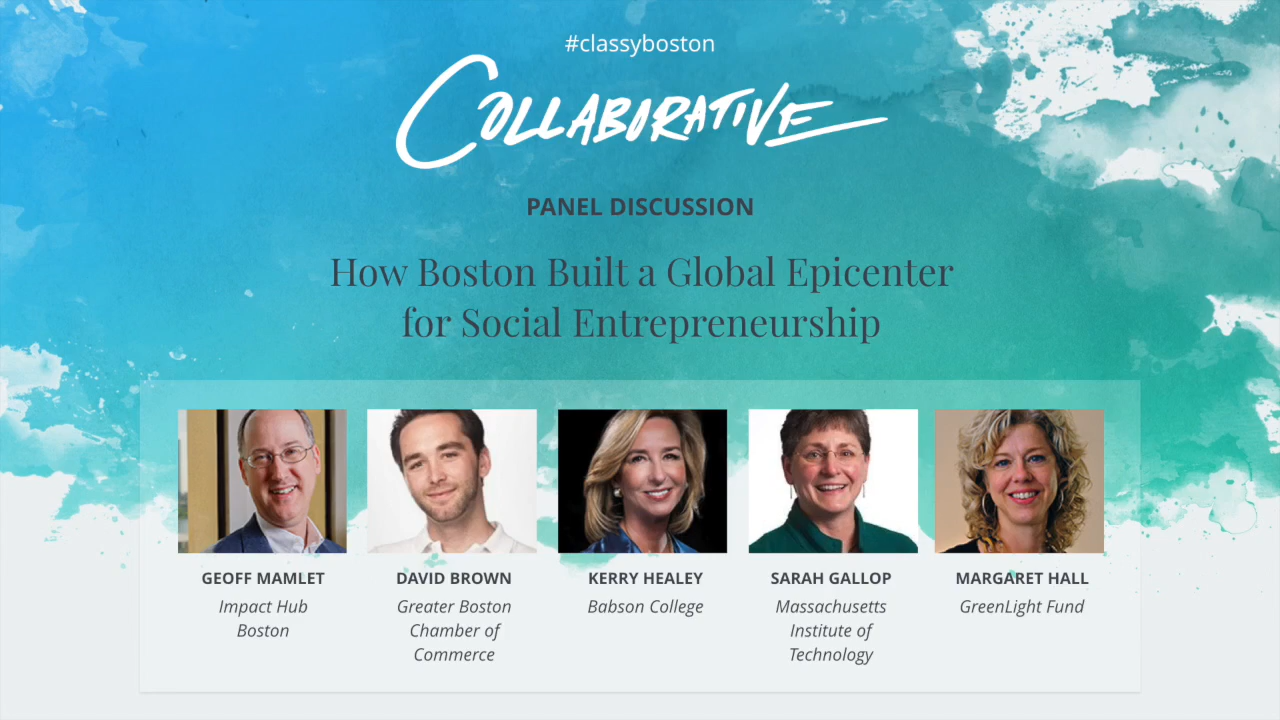 #classyboston
COLLABORATIVE
PANEL DISCUSSION
How Boston Built a Global Epicenter
for Social Entrepreneurship
GEOFF MAMLET
Impact Hub
Boston
DAVID BROWN
Greater Boston
Chamber of
Commerce
KERRY HEALEY
Babson College
SARAH GALLOP
Massachusetts
Institute of
Technology
MARGARET HALL
GreenLight Fund